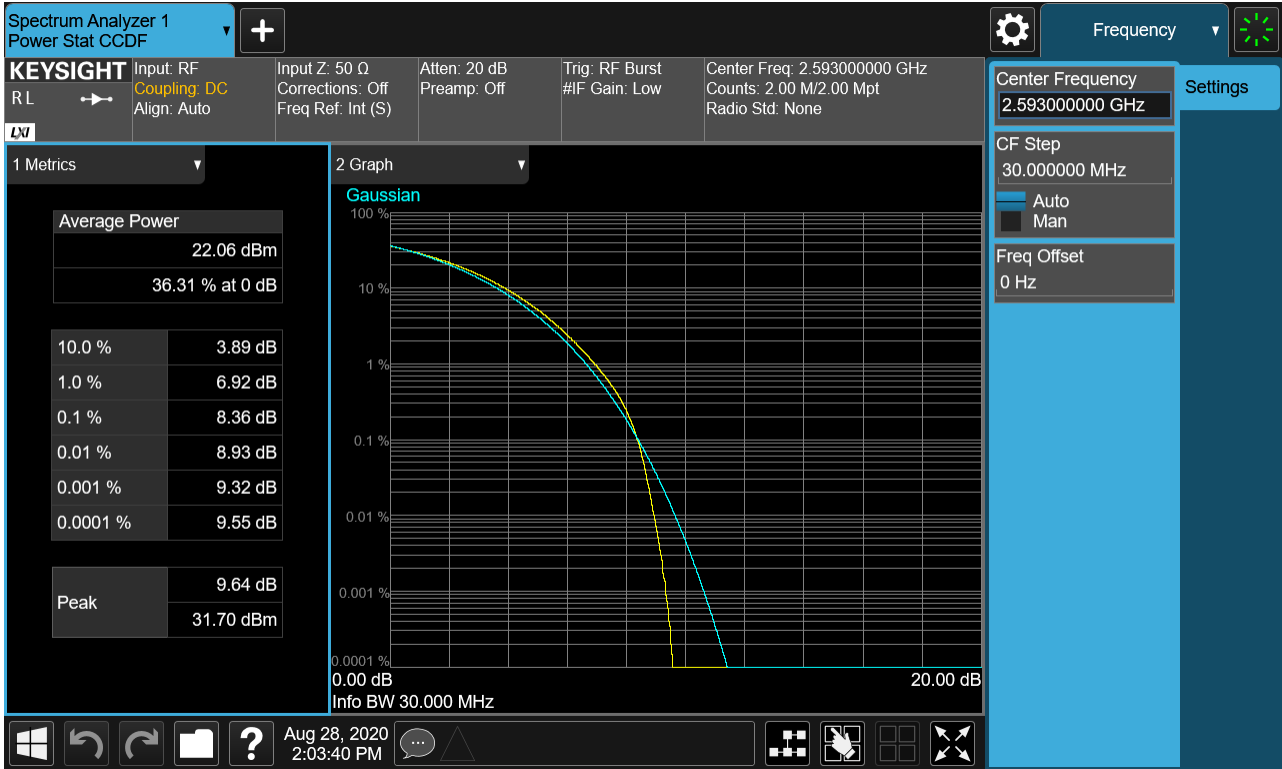 Spectrum Analyzer 1
Power Stat CCDF
Frequency
KEYSIGHT
R L
LXI
Input: RF
Coupling: DC
Align: Auto
Input Z: 50 Ω
Corrections: Off
Freq Ref: Int (S)
Atten: 20 dB
Preamp: Off
Trig: RF Burst
#IF Gain: Low
Center Freq: 2.593000000 GHz
Counts: 2.00 M/2.00 Mpt
Radio Std: None
Center Frequency
2.593000000 GHz
Settings
CF Step
30.000000 MHz
Auto
Man
Freq Offset
0 Hz
1 Metrics
Average Power
22.06 dBm
36.31 % at 0 dB
10.0 % 3.89 dB
1.0 % 6.92 dB
0.1 % 8.36 dB
0.01 % 8.93 dB
0.001 % 9.32 dB
0.0001 % 9.55 dB
Peak
9.64 dB
31.70 dBm
2 Graph
Gaussian
100 %
10 %
1 %
0.1 %
0.01 %
0.001 %
0.0001 %
0.00 dB 20.00 dB
Info BW 30.000 MHz
?
Aug 28, 2020
2:03:40 PM